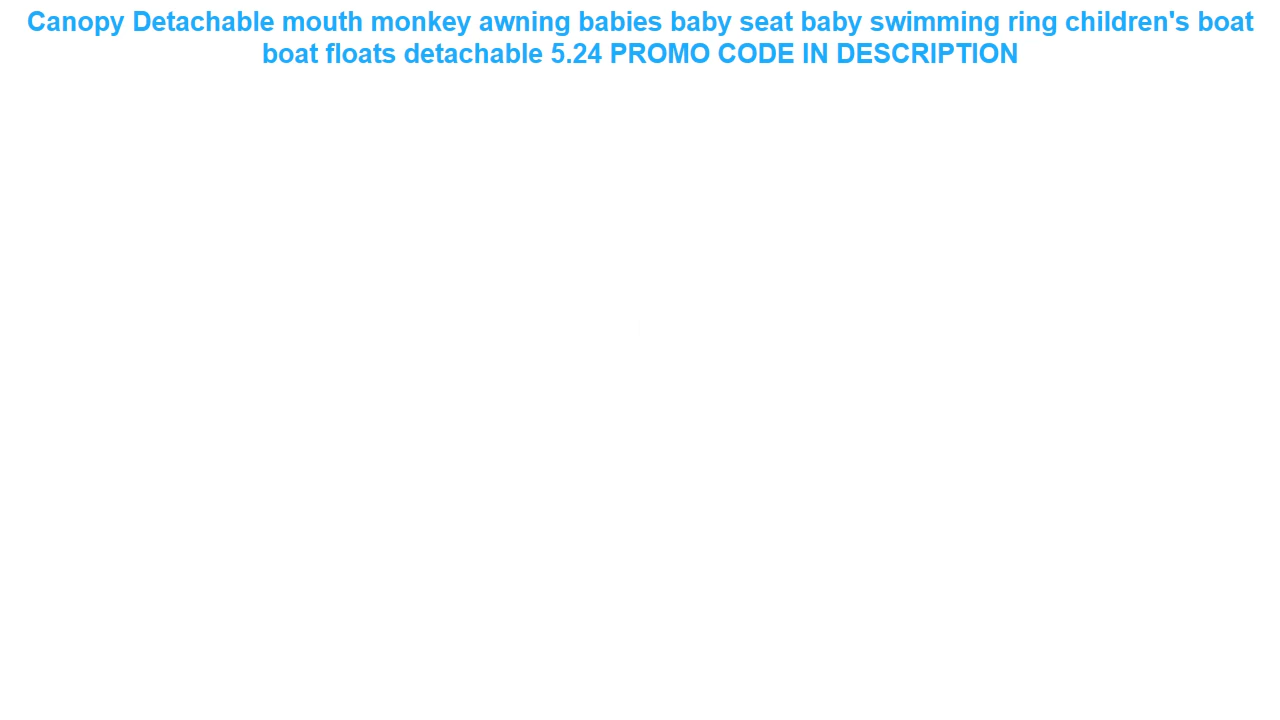 Canopy Detachable mouth monkey awning babies baby seat baby swimming ring children's boat
boat floats detachable 5.24 PROMO CODE IN DESCRIPTION